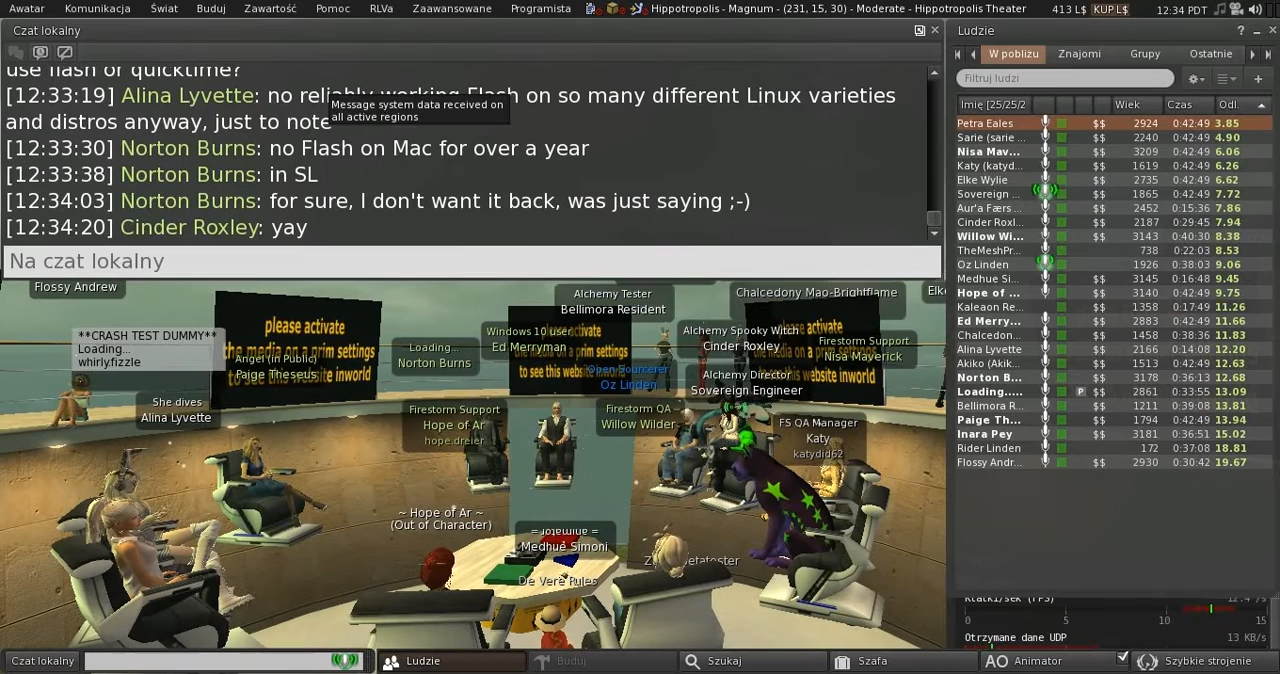 Awatar Komunikacja Świat Buduj Zawartość Pomoc RLVa Zaawansowane Programista Hippotropolis - Magnum - (231, 15, 30) - Moderate - Hippotropolis Theater 413 L$ KUP L$ 12:34 PDT
Czat lokalny
use flash or quicktime?
[12:33:19] Alina Lyvette: no reliably working Flash on so many different Linux varieties
and distros anyway, just to note
Message system data received on
all active regions
[12:33:30] Norton Burns: no Flash on Mac for over a year
[12:33:38] Norton Burns: in SL
[12:34:03] Norton Burns: for sure, I don't want it back, was just saying ;-)
[12:34:20] Cinder Roxley: yay
Na czat lokalny
Ludzie
W pobliżu Znajomi Grupy Ostatnie
Filtruj ludzi
Imię [25/25/2 Wiek Czas Odl.
Petra Eales $$ 2924 0:42:49 3.85
Sarie (sarie ... $$ 2240 0:42:49 4.90
Nisa Mav... $$ 3209 0:42:49 6.06
Katy (katyd... $$ 1619 0:42:49 6.26
Elke Wylie $$ 2735 0:42:49 6.62
Sovereign ... $$ 1865 0:42:49 7.72
Aur'a Færs ... $$ 2452 0:15:36 7.86
Cinder Roxl... $$ 2187 0:29:45 7.94
Willow Wi... $$ 3143 0:40:30 8.38
TheMeshPr... 738 0:22:03 8.53
Oz Linden 1926 0:38:03 9.06
Medhue Si... $$ 3145 0:16:48 9.45
Hope of ... $$ 3140 0:42:49 9.75
Kaleaon Re... 1358 0:17:49 11.26
Ed Merry... $$ 2883 0:42:49 11.66
Chalcedon... $$ 1458 0:38:36 11.83
Alina Lyvette $$ 2166 0:14:08 12.20
Akiko (Akik... $$ 1513 0:42:49 12.63
Norton B... $$ 3178 0:36:13 12.68
Loading..... P $$ 2861 0:33:55 13.09
Bellimora R... $$ 1211 0:39:08 13.81
Paige Th... $$ 1794 0:42:49 13.94
Inara Pey $$ 3181 0:36:51 15.02
Rider Linden 172 0:37:08 18.81
Flossy Andr... $$ 2930 0:30:42 19.67
Flossy Andrew
Alchemy Tester
Bellimora Resident
Chalcedony Mao-Brightflame
Elke
**CRASH TEST DUMMY**
Loading...
whirly.fizzle
please activate
the media on a prim settings
to see this website inworld
Angel (in Public)
Paige Theseus
Loading...
Norton Burns
Windows 10 user
Ed Merryman
Open Sourcerer
Oz Linden
Alchemy Spooky Witch
Cinder Roxley
Alchemy Director
Sovereign Engineer
Firestorm Support
Nisa Maverick
She dives
Alina Lyvette
Firestorm Support
Hope of Ar
hope.dreier
Firestorm QA
Willow Wilder
FS QA Manager
Katy
katydid62
~ Hope of Ar ~
(Out of Character)
Medhue Simoni
De Vere Rules
Klatki/sek (FPS) 12.4 /s
0 5 10 15
Otrzymane dane UDP 13 KB/s
Czat lokalny Ludzie Buduj Szukaj Szafa AO Animator Szybkie strojenie